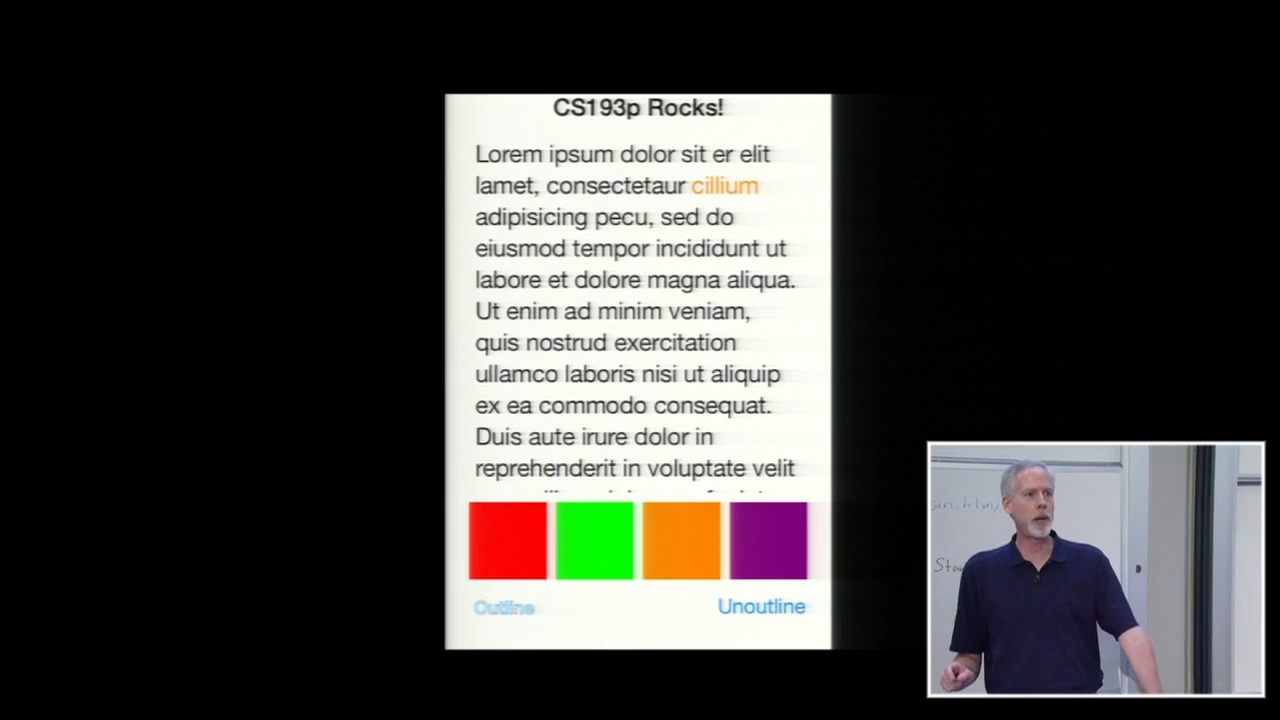 CS193p Rocks!
Lorem ipsum dolor sit er elit
lamet, consectetaur cillium
adipisicing pecu, sed do
eiusmod tempor incididunt ut
labore et dolore magna aliqua.
Ut enim ad minim veniam,
quis nostrud exercitation
ullamco laboris nisi ut aliquip
ex ea commodo consequat.
Duis aute irure dolor in
reprehenderit in voluptate velit
Outline
Unoutline